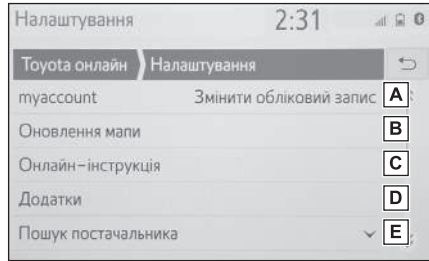 Налаштування 2:31
Toyota онлайн Налаштування
myaccount Змінити обліковий запис A
Оновлення мапи B
Онлайн-інструкція C
Додатки D
Пошук постачальника E